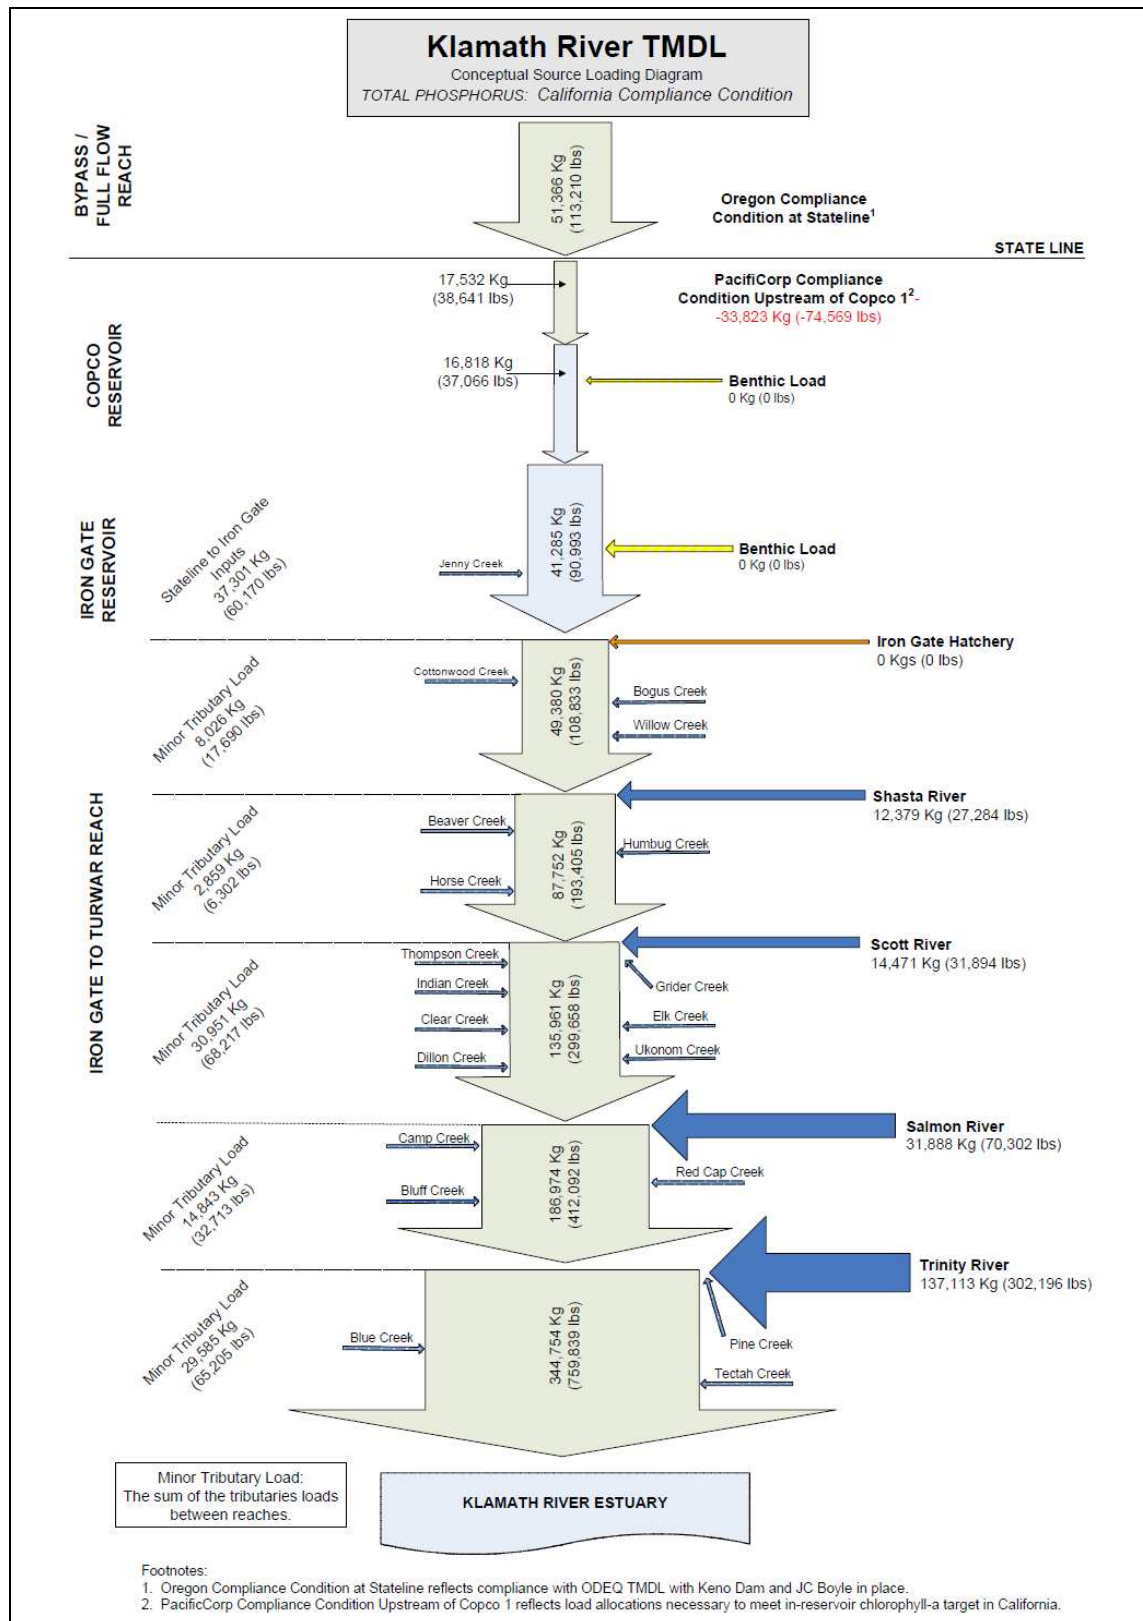 Klamath River TMDL
Conceptual Source Loading Diagram
TOTAL PHOSPHORUS: California Compliance Condition
BYPASS /
FULL FLOW
REACH
51,366 Kg
(113,210 lbs)
Oregon Compliance
Condition at Stateline1
STATE LINE
17,532 Kg
(38,641 lbs)
PacifiCorp Compliance
Condition Upstream of Copco 12-
-33,823 Kg (-74,569 lbs)
COPCO
RESERVOIR
16,818 Kg
(37,066 lbs)
Benthic Load
0 Kg (0 lbs)
IRON GATE
RESERVOIR
Stateline to Iron Gate
Inputs
37,301 Kg
(60,170 lbs)
41,285 Kg
(90,993 lbs)
Jenny Creek
Benthic Load
0 Kg (0 lbs)
Iron Gate Hatchery
0 Kgs (0 lbs)
IRON GATE TO TURWAR REACH
Minor Tributary Load
8,026 Kg
(17,690 lbs)
Cottonwood Creek
49,380 Kg
(108,833 lbs)
Bogus Creek
Willow Creek
Shasta River
12,379 Kg (27,284 lbs)
Minor Tributary Load
2,859 Kg
(6,302 lbs)
Beaver Creek
Horse Creek
87,752 Kg
(193,405 lbs)
Humbug Creek
Scott River
14,471 Kg (31,894 lbs)
Minor Tributary Load
30,951 Kg
(68,217 lbs)
Thompson Creek
Indian Creek
Clear Creek
Dillon Creek
135,961 Kg
(299,658 lbs)
Grider Creek
Elk Creek
Ukonom Creek
Salmon River
31,888 Kg (70,302 lbs)
Minor Tributary Load
14,843 Kg
(32,713 lbs)
Camp Creek
Bluff Creek
186,974 Kg
(412,092 lbs)
Red Cap Creek
Trinity River
137,113 Kg (302,196 lbs)
Minor Tributary Load
29,585 Kg
(65,205 lbs)
Blue Creek
344,754 Kg
(759,839 lbs)
Pine Creek
Tectah Creek
Minor Tributary Load:
The sum of the tributaries loads
between reaches.
KLAMATH RIVER ESTUARY
Footnotes:
1. Oregon Compliance Condition at Stateline reflects compliance with ODEQ TMDL with Keno Dam and JC Boyle in place.
2. PacificCorp Compliance Condition Upstream of Copco 1 reflects load allocations necessary to meet in-reservoir chlorophyll-a target in California.